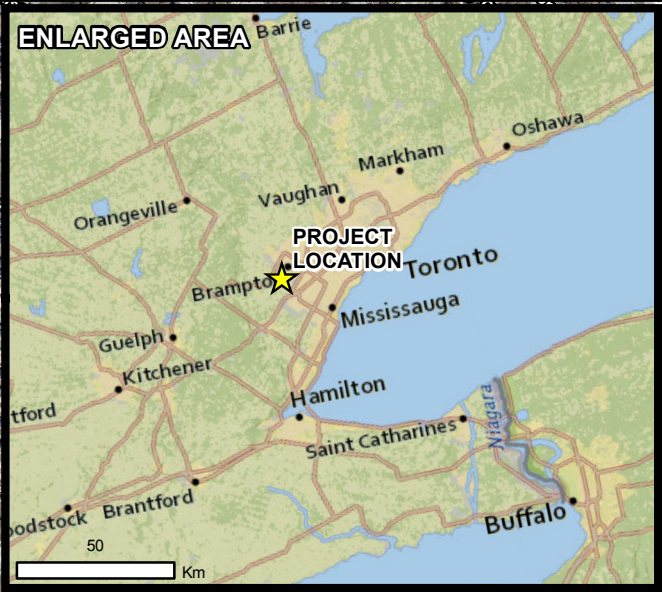 ENLARGED AREA
Barrie
Oshawa
Markham
Vaughan
Orangeville
PROJECT
LOCATION
Toronto
Brampto
Mississauga
Guelph
Kitchener
Hamilton
tford
Niagara
Saint Catharines
Brantford
oodstock
Buffalo
50
Km